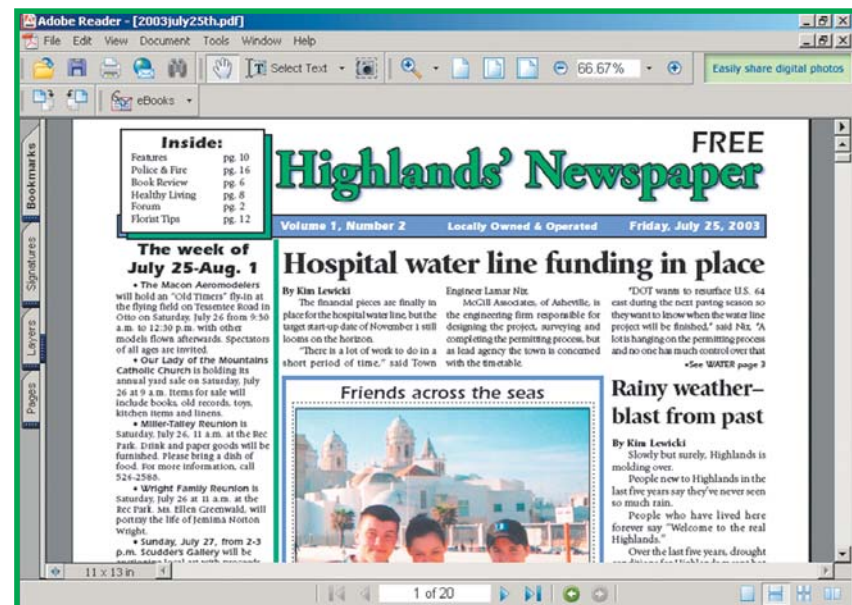 Adobe Reader - [2003july25th.pdf]
File Edit View Document Tools Window Help
Select Text
66.67%
Easily share digital photos
eBooks
Bookmarks
Signatures
Layers
Pages
Inside:
Features pg. 10
Police & Fire pg. 16
Book Review pg. 6
Healthy Living pg. 8
Forum pg. 2
Florist Tips pg. 12
FREE
Highlands' Newspaper
Volume 1, Number 2 Locally Owned & Operated Friday, July 25, 2003
The week of
July 25-Aug. 1
• The Macon Aeromodelers
will hold an "Old Timers" fly-in at
the flying field on Tessentee Road in
Otto on Saturday, July 26 from 9:30
a.m. to 12:30 p.m. with other
models flown afterwards. Spectators
of all ages are invited.
• Our Lady of the Mountains
Catholic Church is holding its
annual yard sale on Saturday, July
26 at 9 a.m. Items for sale will
include books, old records, toys,
kitchen items and linens.
• Miller-Talley Reunion is
Saturday, July 26, 11 a.m. at the Rec
Park. Drink and paper goods will be
furnished. Please bring a dish of
food. For more information, call
526-2588.
• Wright Family Reunion is
Saturday, July 26 at 11 a.m. at the
Rec Park. Ms. Ellen Greenwald, will
portray the life of Jemima Norton
Wright.
• Sunday, July 27, from 2-3
p.m. Scudders Gallery will be
auctioning local art with proceeds
Hospital water line funding in place
By Kim Lewicki
The financial pieces are finally in
place for the hospital water line, but the
target start-up date of November 1 still
looms on the horizon.
"There is a lot of work to do in a
short period of time," said Town
Engineer Lamar Nix.
McGill Associates, of Asheville, is
the engineering firm responsible for
designing the project, surveying and
completing the permitting process, but
as lead agency the town is concerned
with the timetable.
"DOT wants to resurface U.S. 64
east during the next paving season so
they want to know when the water line
project will be finished," said Nix. "A
lot is hanging on the permitting process
and no one has much control over that
•See WATER page 3
Friends across the seas
Rainy weather–
blast from past
By Kim Lewicki
Slowly but surely, Highlands is
molding over.
People new to Highlands in the
last five years say they've never seen
so much rain.
People who have lived here
forever say "Welcome to the real
Highlands."
Over the last five years, drought
11 x 13 in
1 of 20